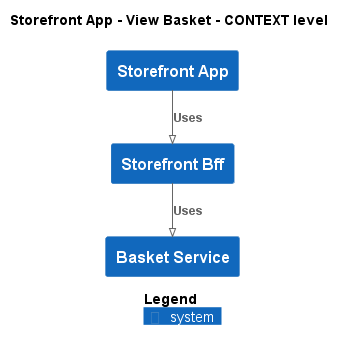 Storefront App - View Basket - CONTEXT level
Storefront App
Uses
Storefront Bff
Uses
Basket Service
Legend
system